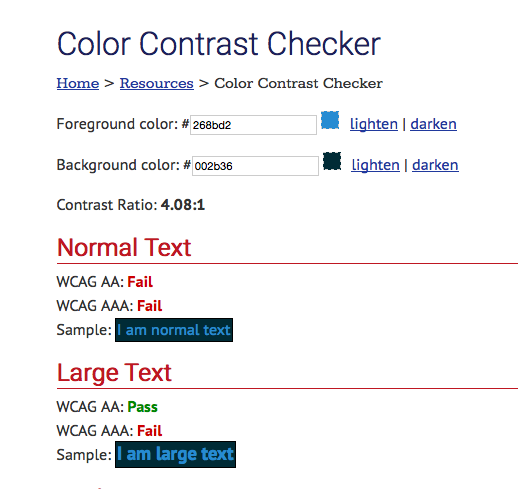 Color Contrast Checker
Home > Resources > Color Contrast Checker
Foreground color: #268bd2 lighten | darken
Background color: #002b36 lighten | darken
Contrast Ratio: 4.08:1
Normal Text
WCAG AA: Fail
WCAG AAA: Fail
Sample: I am normal text
Large Text
WCAG AA: Pass
WCAG AAA: Fail
Sample: I am large text